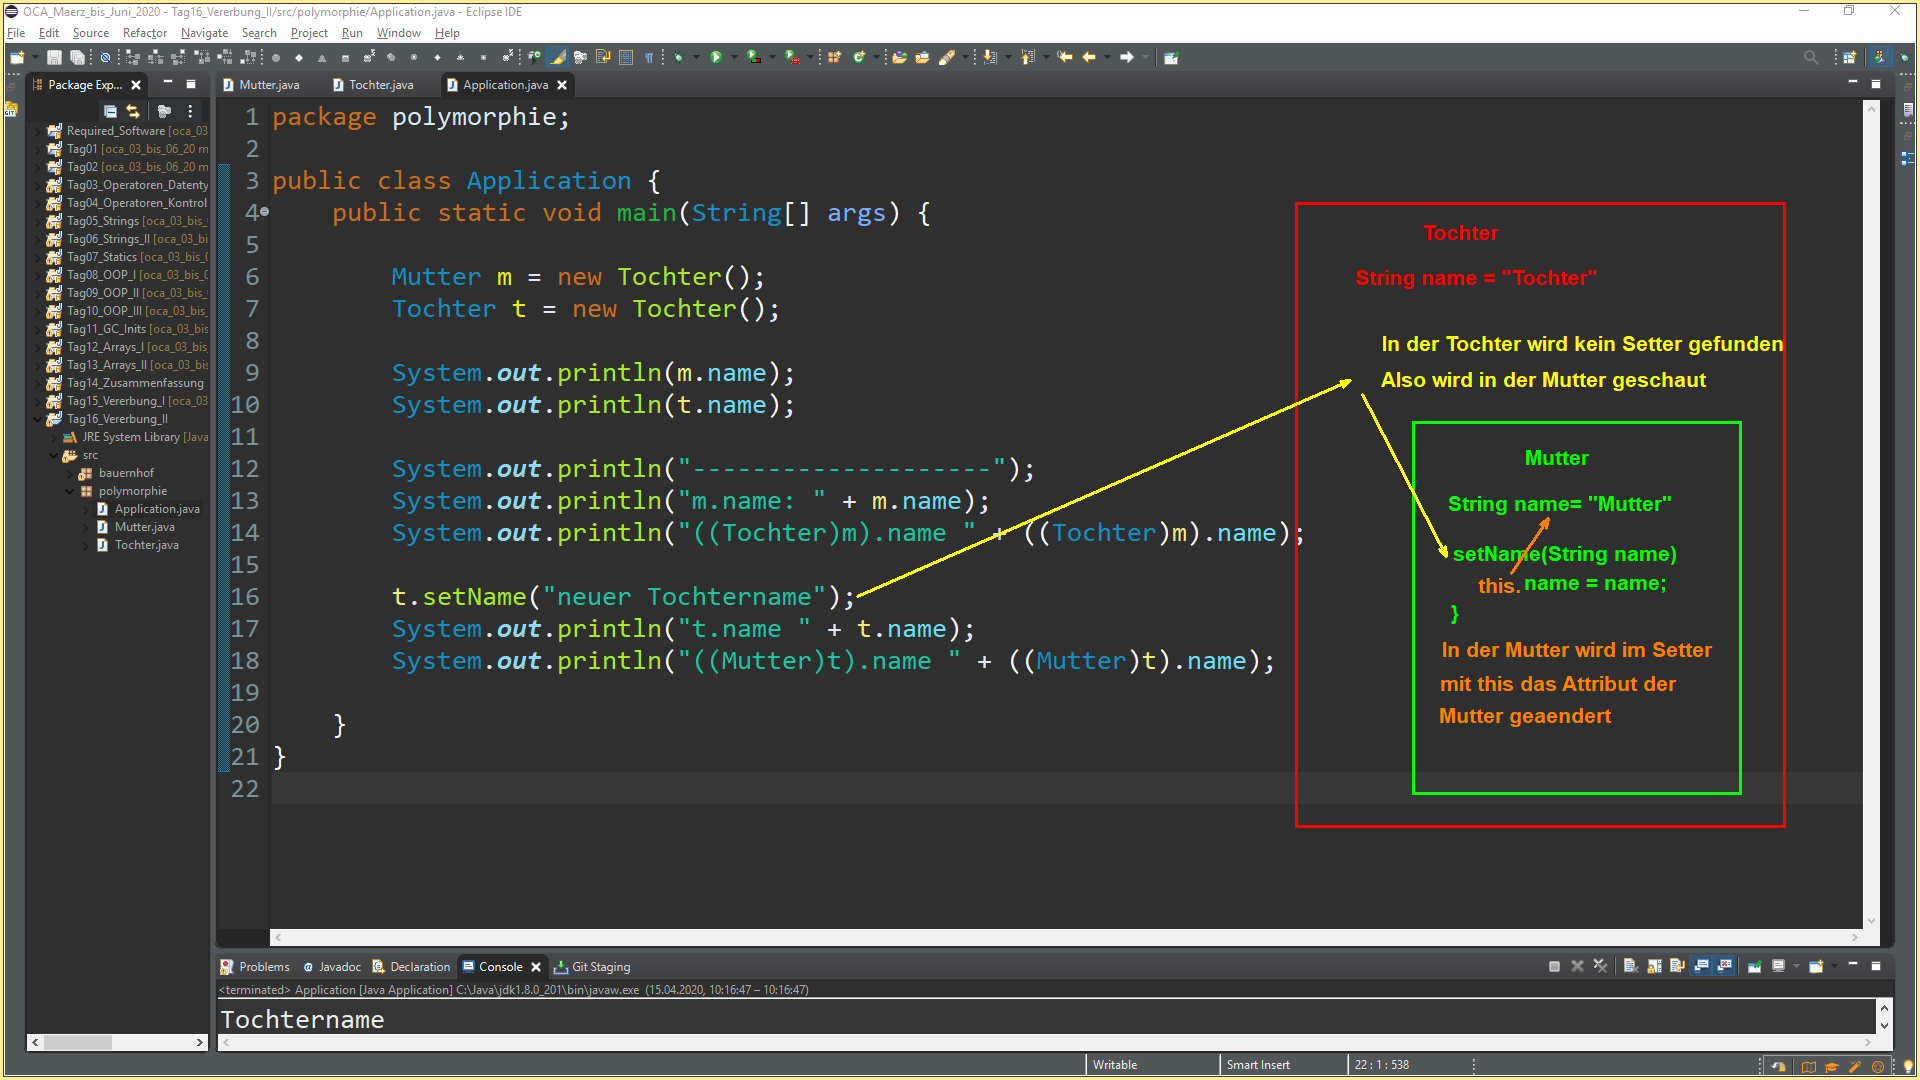 OCA_Maerz_bis_Juni_2020 - Tag16_Vererbung_II/src/polymorphie/Application.java - Eclipse IDE
File Edit Source Refactor Navigate Search Project Run Window Help
Package Exp...
Mutter.java Tochter.java Application.java
Required_Software [oca_03
Tag01 [oca_03_bis_06_20 m
Tag02 [oca_03_bis_06_20 m
Tag03_Operatoren_Datenty
Tag04_Operatoren_Kontrol
Tag05_Strings [oca_03_bis_
Tag06_Strings_II [oca_03_bi
Tag07_Statics [oca_03_bis_0
Tag08_OOP_I [oca_03_bis_0
Tag09_OOP_II [oca_03_bis_
Tag10_OOP_III [oca_03_bis_
Tag11_GC_Inits [oca_03_bis
Tag12_Arrays_I [oca_03_bis_
Tag13_Arrays_II [oca_03_bis
Tag14_Zusammenfassung
Tag15_Vererbung_I [oca_03
Tag16_Vererbung_II
JRE System Library [Java
src
bauernhof
polymorphie
Application.java
Mutter.java
Tochter.java
1 package polymorphie;
2
3 public class Application {
4 public static void main(String[] args) {
5
6 Mutter m = new Tochter();
7 Tochter t = new Tochter();
8
9 System.out.println(m.name);
10 System.out.println(t.name);
11
12 System.out.println("--------------------");
13 System.out.println("m.name: " + m.name);
14 System.out.println("((Tochter)m).name " + ((Tochter)m).name);
15
16 t.setName("neuer Tochtername");
17 System.out.println("t.name " + t.name);
18 System.out.println("((Mutter)t).name " + ((Mutter)t).name);
19
20 }
21 }
22
Tochter
String name = "Tochter"
In der Tochter wird kein Setter gefunden
Also wird in der Mutter geschaut
Mutter
String name= "Mutter"
setName(String name)
this. name = name;
}
In der Mutter wird im Setter
mit this das Attribut der
Mutter geaendert
Problems Javadoc Declaration Console Git Staging
<terminated> Application [Java Application] C:\Java\jdk1.8.0_201\bin\javaw.exe (15.04.2020, 10:16:47 – 10:16:47)
Tochtername
Writable Smart Insert 22 : 1 : 538